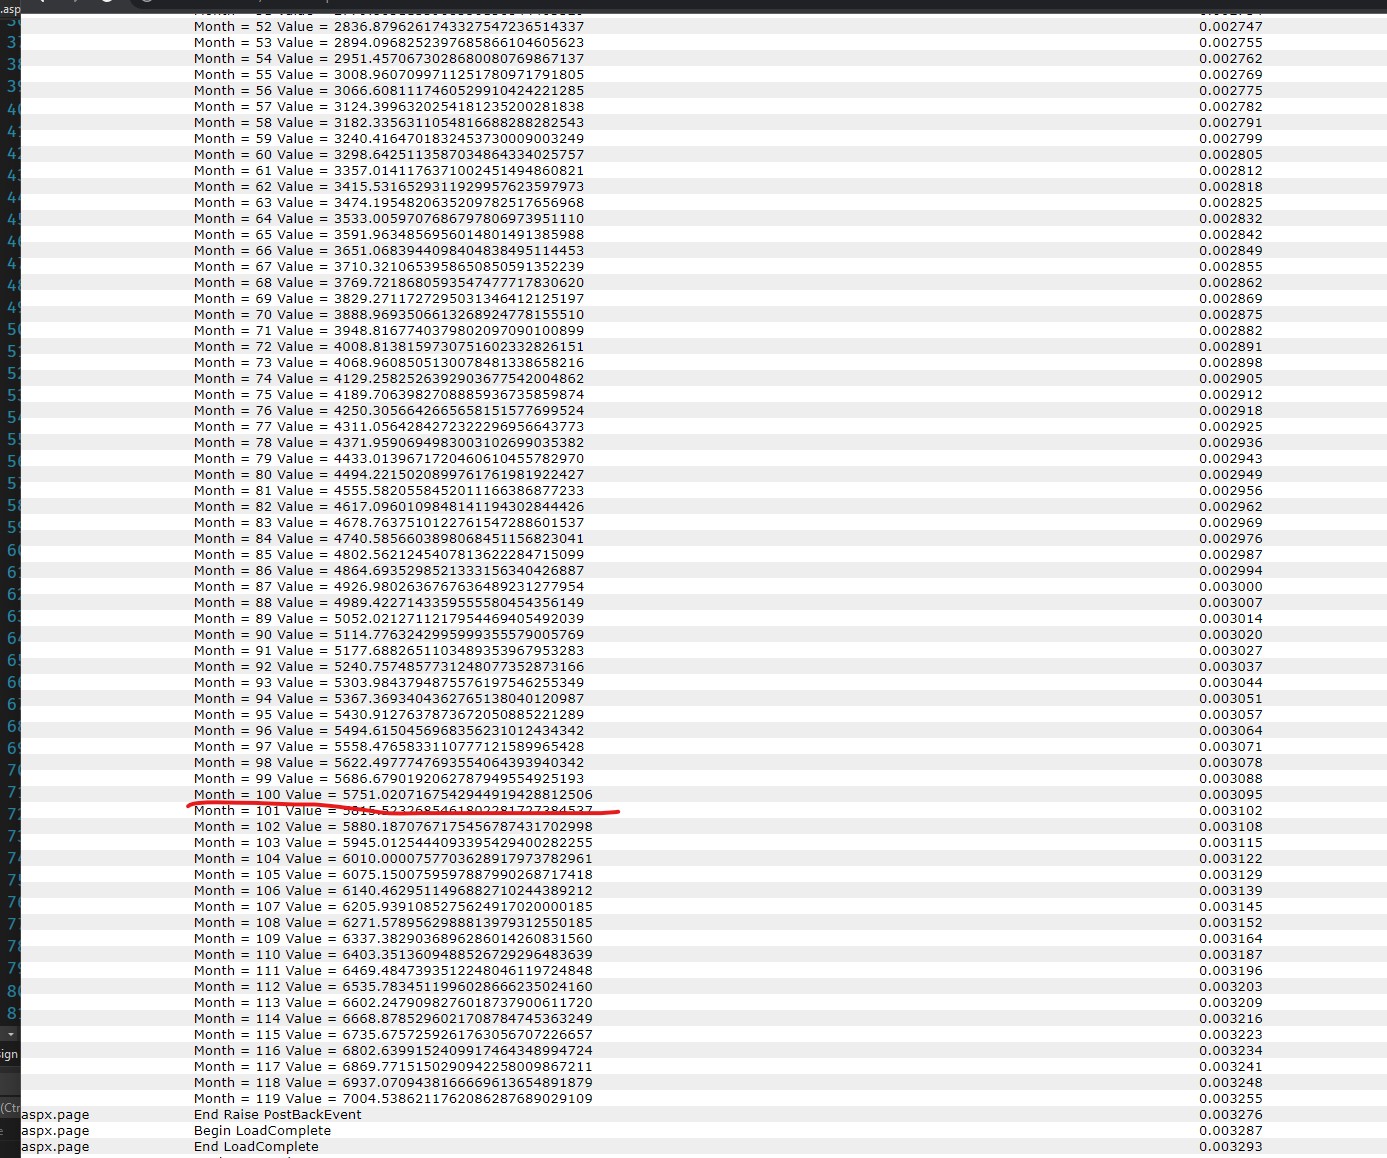 .asp
Month = 52 Value = 2836.8796261743327547236514337 0.002747
Month = 53 Value = 2894.0968252397685866104605623 0.002755
Month = 54 Value = 2951.4570673028680080769867137 0.002762
Month = 55 Value = 3008.9607099711251780971791805 0.002769
Month = 56 Value = 3066.6081117460529910424221285 0.002775
Month = 57 Value = 3124.3996320254181235200281838 0.002782
Month = 58 Value = 3182.3356311054816688288282543 0.002791
Month = 59 Value = 3240.4164701832453730009003249 0.002799
Month = 60 Value = 3298.6425113587034864334025757 0.002805
Month = 61 Value = 3357.0141176371002451494860821 0.002812
Month = 62 Value = 3415.5316529311929957623597973 0.002818
Month = 63 Value = 3474.1954820635209782517656968 0.002825
Month = 64 Value = 3533.0059707686797806973951110 0.002832
Month = 65 Value = 3591.9634856956014801491385988 0.002842
Month = 66 Value = 3651.0683944098404838495114453 0.002849
Month = 67 Value = 3710.3210653958650850591352239 0.002855
Month = 68 Value = 3769.7218680593547477717830620 0.002862
Month = 69 Value = 3829.2711727295031346412125197 0.002869
Month = 70 Value = 3888.9693506613268924778155510 0.002875
Month = 71 Value = 3948.8167740379802097090100899 0.002882
Month = 72 Value = 4008.8138159730751602332826151 0.002891
Month = 73 Value = 4068.9608505130078481338658216 0.002898
Month = 74 Value = 4129.2582526392903677542004862 0.002905
Month = 75 Value = 4189.7063982708885936735859874 0.002912
Month = 76 Value = 4250.3056642665658151577699524 0.002918
Month = 77 Value = 4311.0564284272322296956643773 0.002925
Month = 78 Value = 4371.9590694983003102699035382 0.002936
Month = 79 Value = 4433.0139671720460610455782970 0.002943
Month = 80 Value = 4494.2215020899761761981922427 0.002949
Month = 81 Value = 4555.5820558452011166386877233 0.002956
Month = 82 Value = 4617.0960109848141194302844426 0.002962
Month = 83 Value = 4678.7637510122761547288601537 0.002969
Month = 84 Value = 4740.5856603898068451156823041 0.002976
Month = 85 Value = 4802.5621245407813622284715099 0.002987
Month = 86 Value = 4864.6935298521333156340426887 0.002994
Month = 87 Value = 4926.9802636767636489231277954 0.003000
Month = 88 Value = 4989.4227143359555580454356149 0.003007
Month = 89 Value = 5052.0212711217954469405492039 0.003014
Month = 90 Value = 5114.7763242995999355579005769 0.003020
Month = 91 Value = 5177.6882651103489353967953283 0.003027
Month = 92 Value = 5240.7574857731248077352873166 0.003037
Month = 93 Value = 5303.9843794875576197546255349 0.003044
Month = 94 Value = 5367.3693404362765138040120987 0.003051
Month = 95 Value = 5430.9127637873672050885221289 0.003057
Month = 96 Value = 5494.6150456968356231012434342 0.003064
Month = 97 Value = 5558.4765833110777121589965428 0.003071
Month = 98 Value = 5622.4977747693554064393940342 0.003078
Month = 99 Value = 5686.6790192062787949554925193 0.003088
Month = 100 Value = 5751.0207167542944919428812506 0.003095
Month = 101 Value = 0.003102
Month = 102 Value = 5880.1870767175456787431702998 0.003108
Month = 103 Value = 5945.0125444093395429400282255 0.003115
Month = 104 Value = 6010.0000757703628917973782961 0.003122
Month = 105 Value = 6075.1500759597887990268717418 0.003129
Month = 106 Value = 6140.4629511496882710244389212 0.003139
Month = 107 Value = 6205.9391085275624917020000185 0.003145
Month = 108 Value = 6271.5789562988813979312550185 0.003152
Month = 109 Value = 6337.3829036896286014260831560 0.003164
Month = 110 Value = 6403.3513609488526729296483639 0.003187
Month = 111 Value = 6469.4847393512248046119724848 0.003196
Month = 112 Value = 6535.7834511996028666235024160 0.003203
Month = 113 Value = 6602.2479098276018737900611720 0.003209
Month = 114 Value = 6668.8785296021708784745363249 0.003216
Month = 115 Value = 6735.6757259261763056707226657 0.003223
Month = 116 Value = 6802.6399152409917464348994724 0.003234
Month = 117 Value = 6869.7715150290942258009867211 0.003241
Month = 118 Value = 6937.0709438166669613654891879 0.003248
Month = 119 Value = 7004.5386211762086287689029109 0.003255
aspx.page End Raise PostBackEvent 0.003276
aspx.page Begin LoadComplete 0.003287
aspx.page End LoadComplete 0.003293